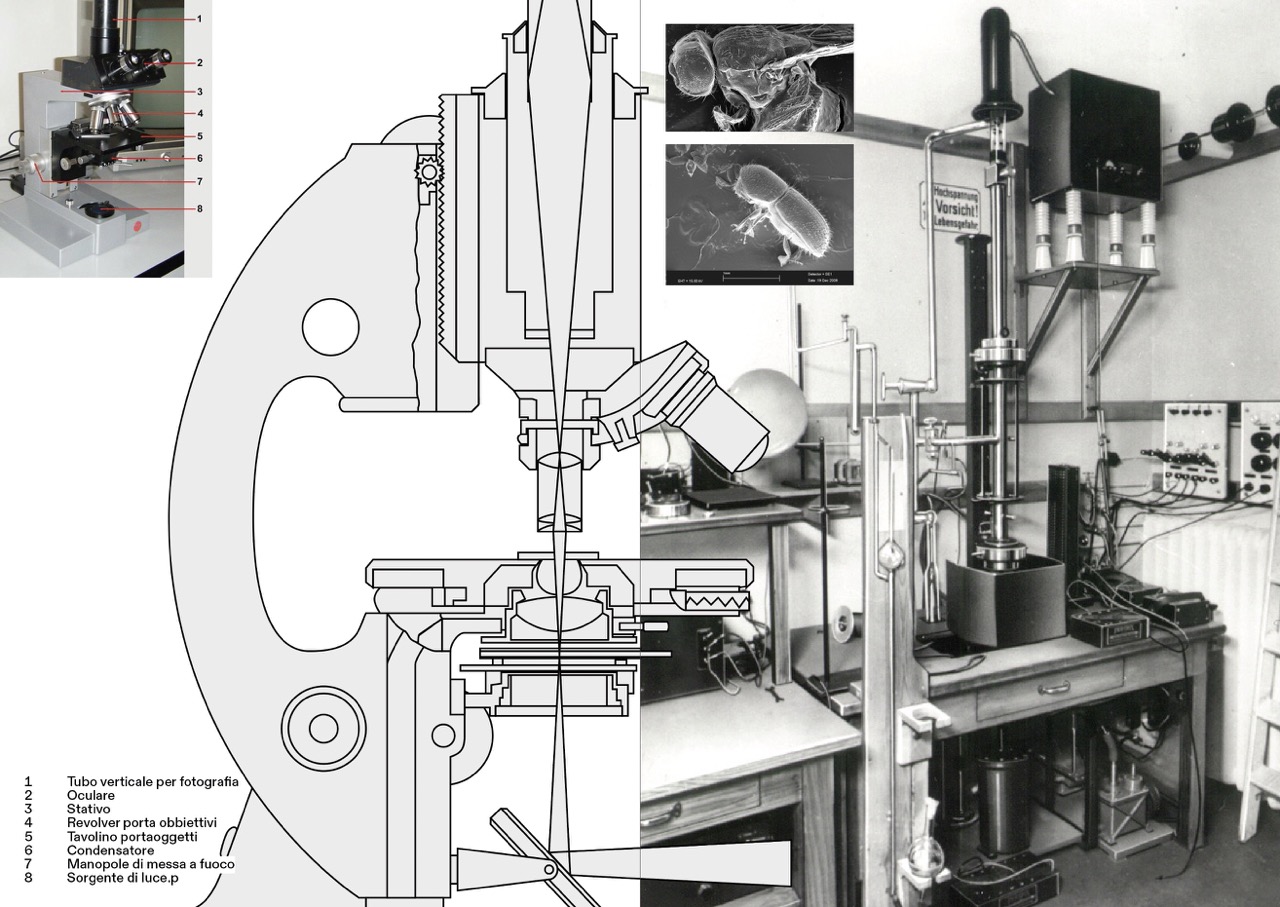 1
2
3
4
5
6
7
8
Hochspannung
Vorsicht!
Lebensgefahr
1 Tubo verticale per fotografia
2 Oculare
3 Stativo
4 Revolver porta obbiettivi
5 Tavolino portaoggetti
6 Condensatore
7 Manopole di messa a fuoco
8 Sorgente di luce.p